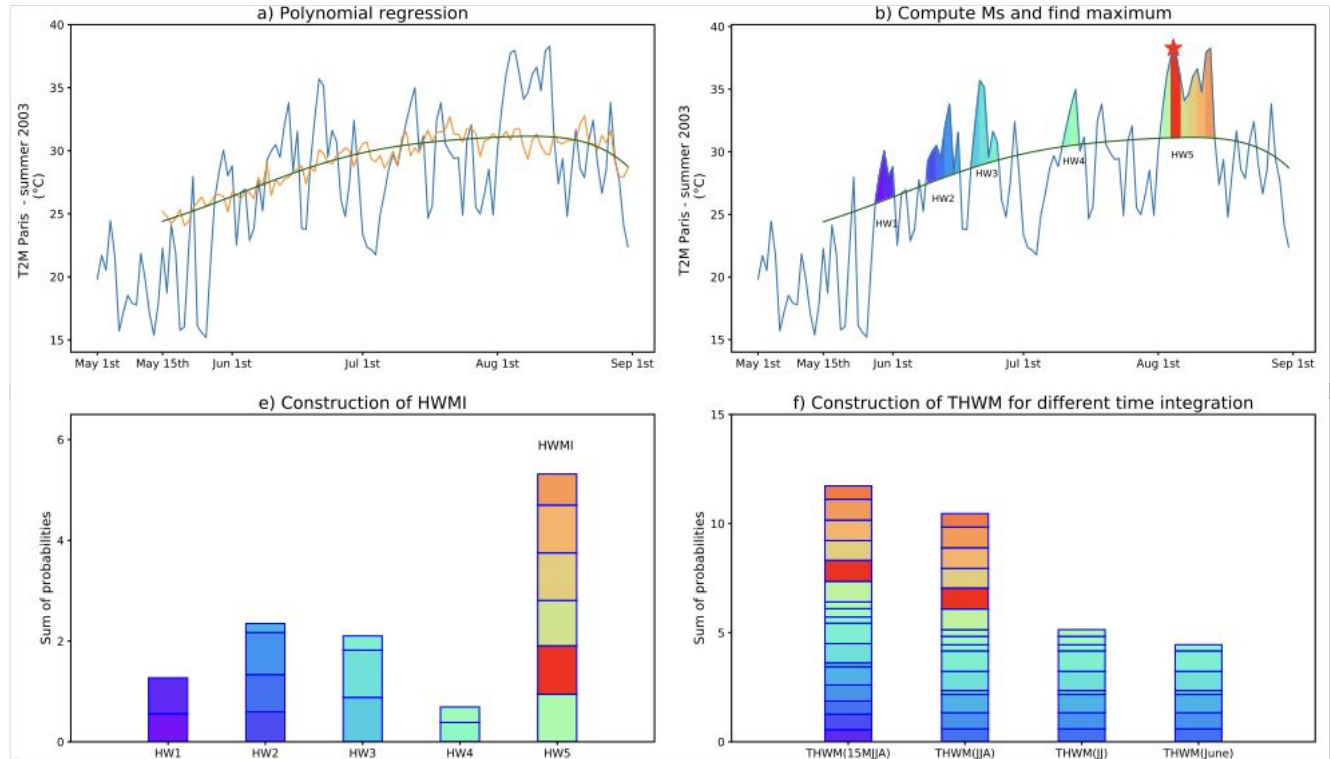 a) Polynomial regression
T2M Paris - summer 2003
(°C)
40
35
30
25
20
15
May 1st May 15th Jun 1st Jul 1st Aug 1st Sep 1st
b) Compute Ms and find maximum
T2M Paris - summer 2003
(°C)
40
35
30
25
20
15
HW1
HW2
HW3
HW4
HW5
May 1st May 15th Jun 1st Jul 1st Aug 1st Sep 1st
e) Construction of HWMI
Sum of probabilities
6
4
2
0
HWMI
HW1 HW2 HW3 HW4 HW5
f) Construction of THWM for different time integration
Sum of probabilities
15
10
5
0
THWM(15MJJA) THWM(JJA) THWM(JJ) THWM(June)